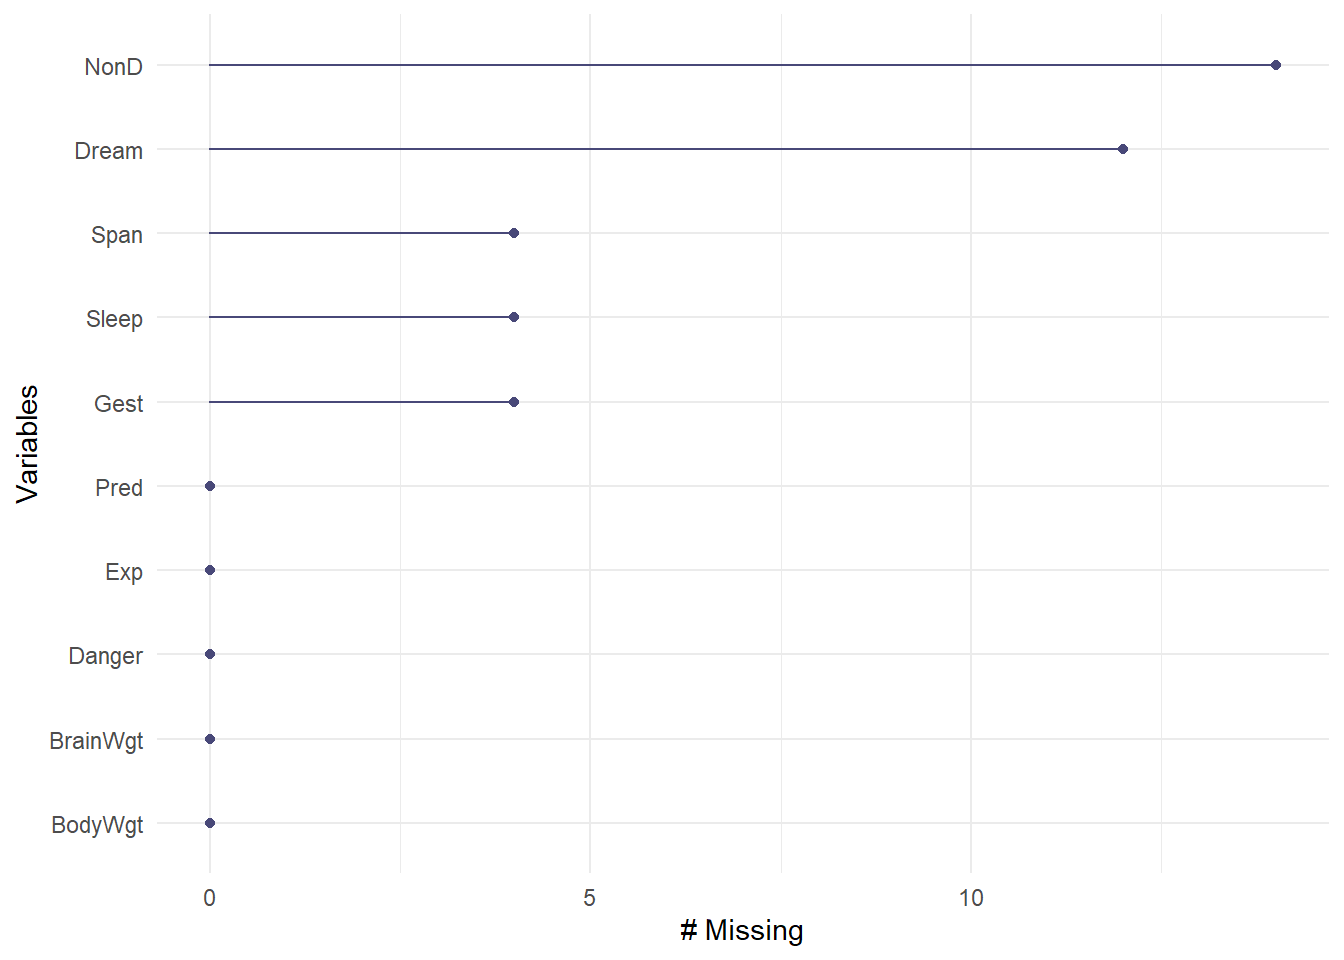 NonD
Dream
Span
Sleep
Gest
Pred
Exp
Danger
BrainWgt
BodyWgt
Variables
0 5 10
# Missing